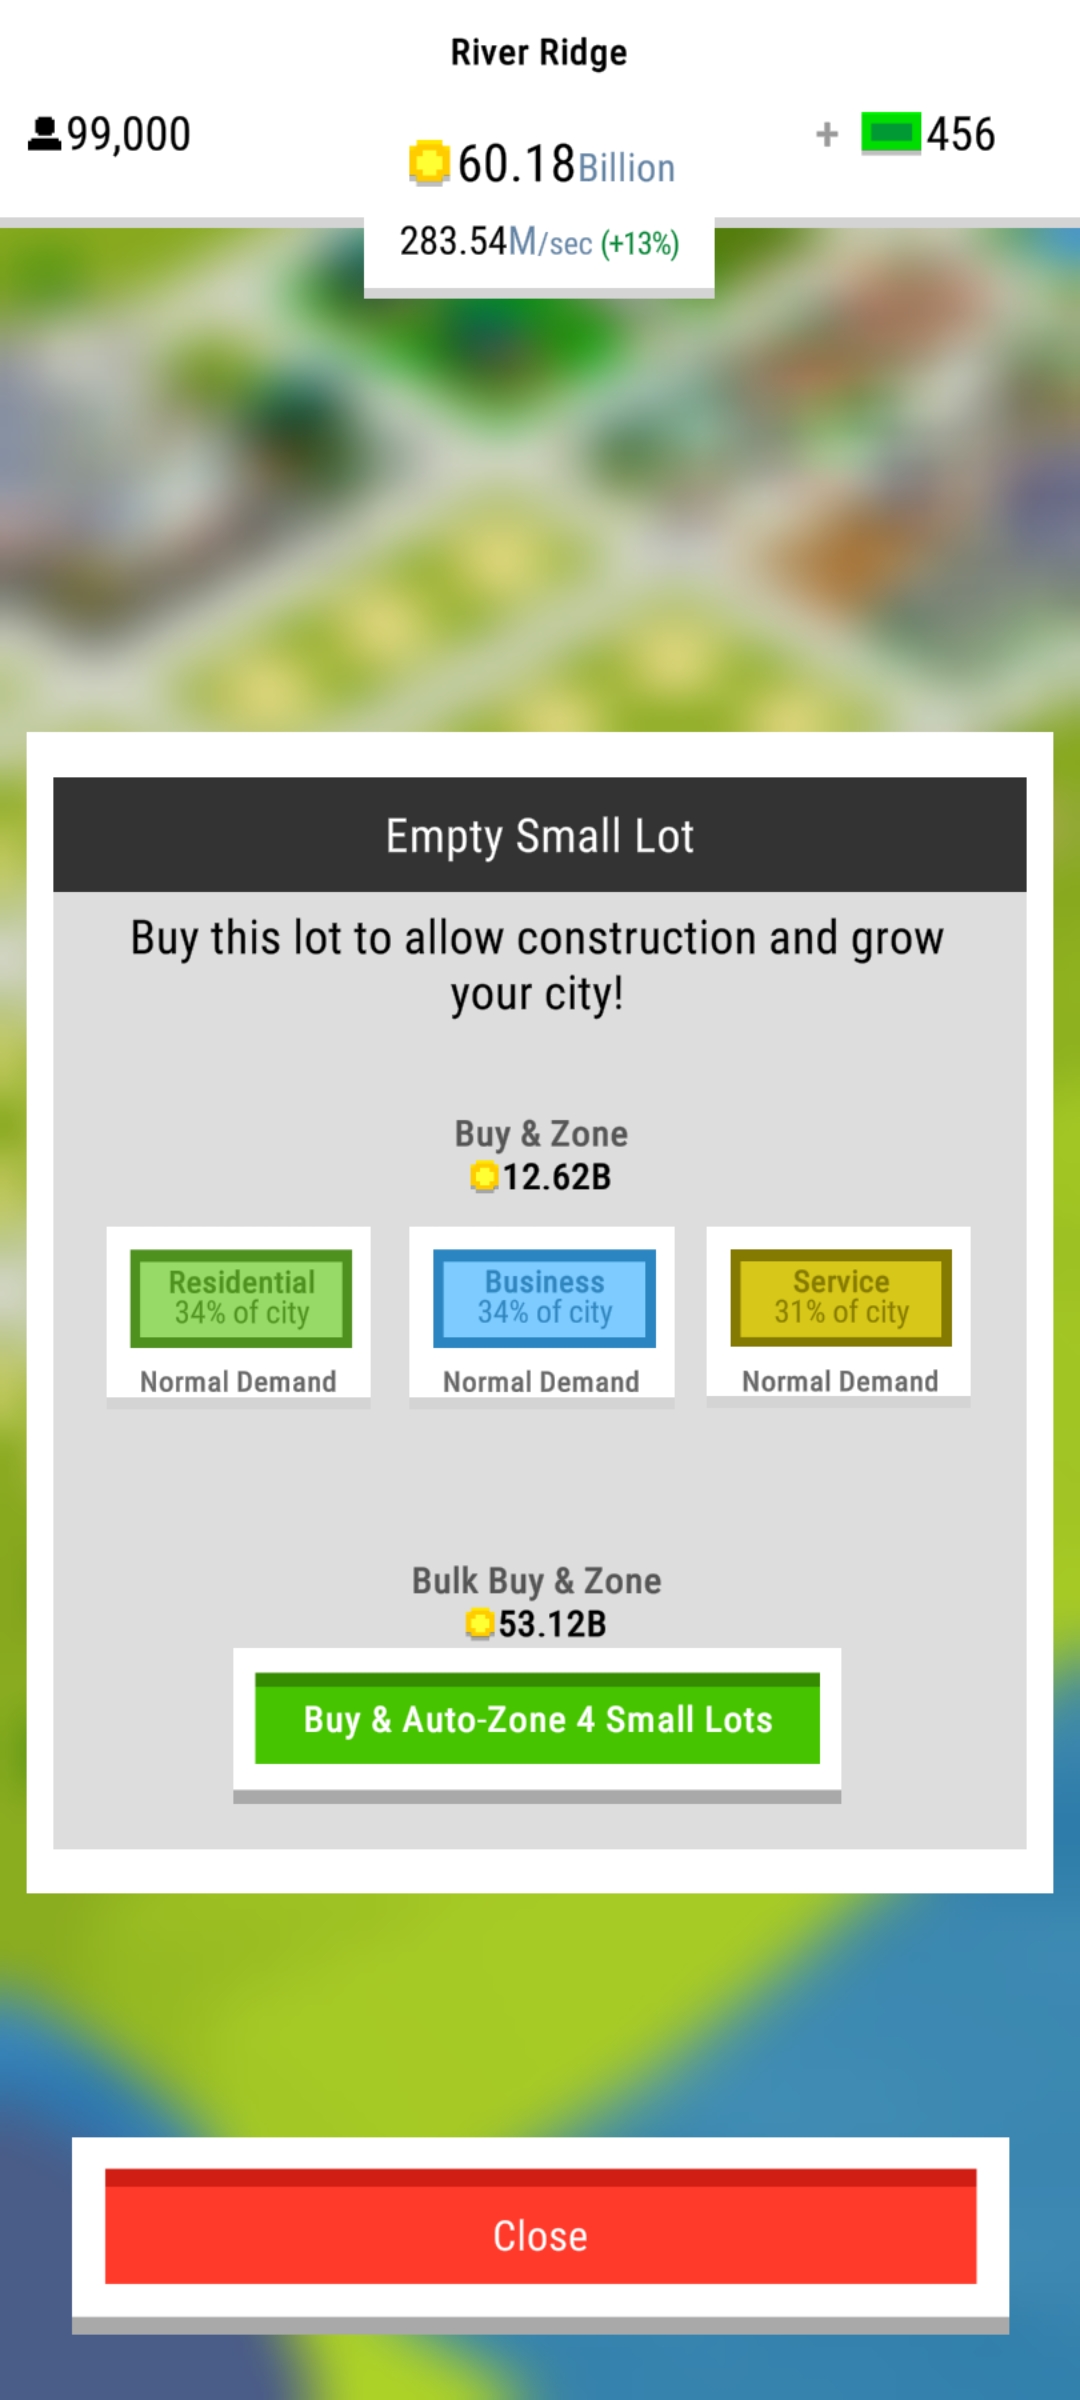 River Ridge
99,000
60.18Billion
+ 456
283.54M/sec (+13%)
Empty Small Lot
Buy this lot to allow construction and grow
your city!
Buy & Zone
12.62B
Residential
34% of city
Normal Demand
Business
34% of city
Normal Demand
Service
31% of city
Normal Demand
Bulk Buy & Zone
53.12B
Buy & Auto-Zone 4 Small Lots
Close